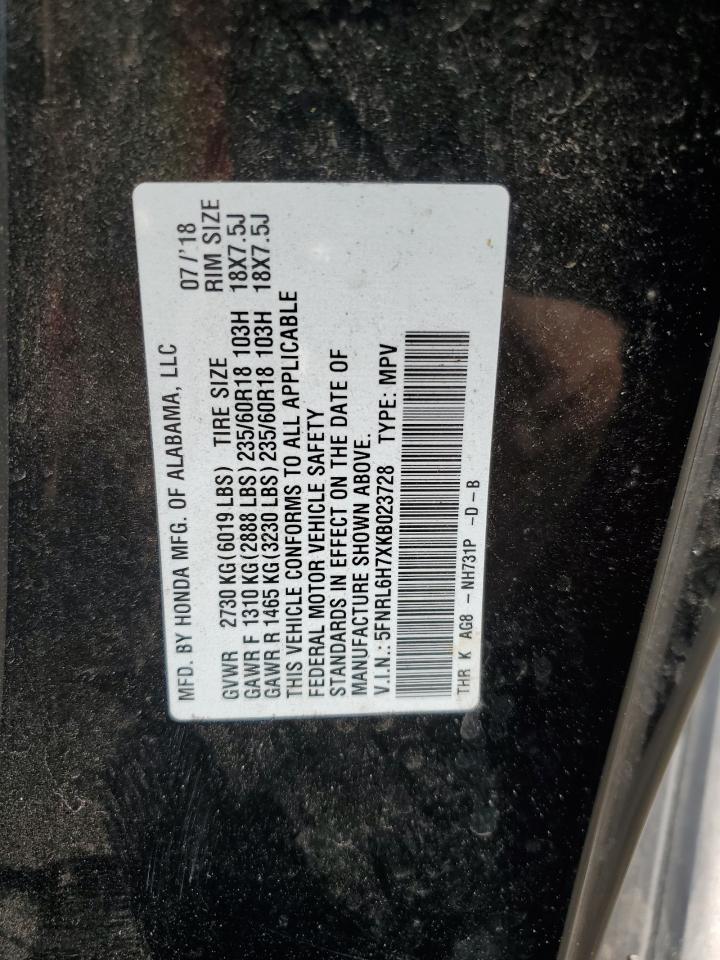 MFD. BY HONDA MFG. OF ALABAMA, LLC 07/'18
GVWR 2730 KG(6019 LBS) TIRE SIZE RIM SIZE
GAWR F 1310 KG(2888 LBS)235/60R18 103H 18X7.5J
GAWR R 1465 KG(3230 LBS)235/60R18 103H 18X7.5J
THIS VEHICLE CONFORMS TO ALL APPLICABLE
FEDERAL MOTOR VEHICLE SAFETY
STANDARDS IN EFFECT ON THE DATE OF
MANUFACTURE SHOWN ABOVE.
V.I.N.:5FNRL6H7XKB023728 TYPE: MPV
THR K AG8 -NH731P -D-B